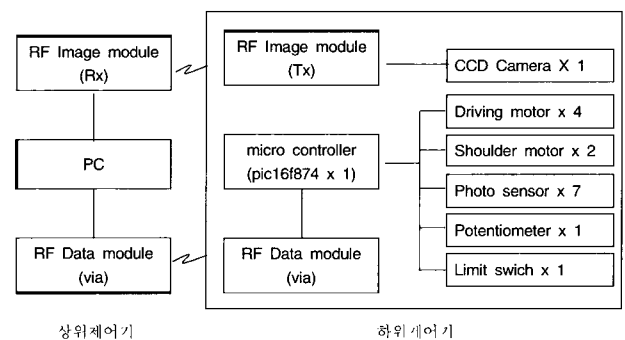 RF Image module
(Rx)
PC
RF Data module
(via)
상위제어기
RF Image module
(Tx)
micro controller
(pic16f874 x 1)
RF Data module
(via)
CCD Camera X 1
Driving motor x 4
Shoulder motor x 2
Photo sensor x 7
Potentiometer x 1
Limit swich x 1
하위제어기